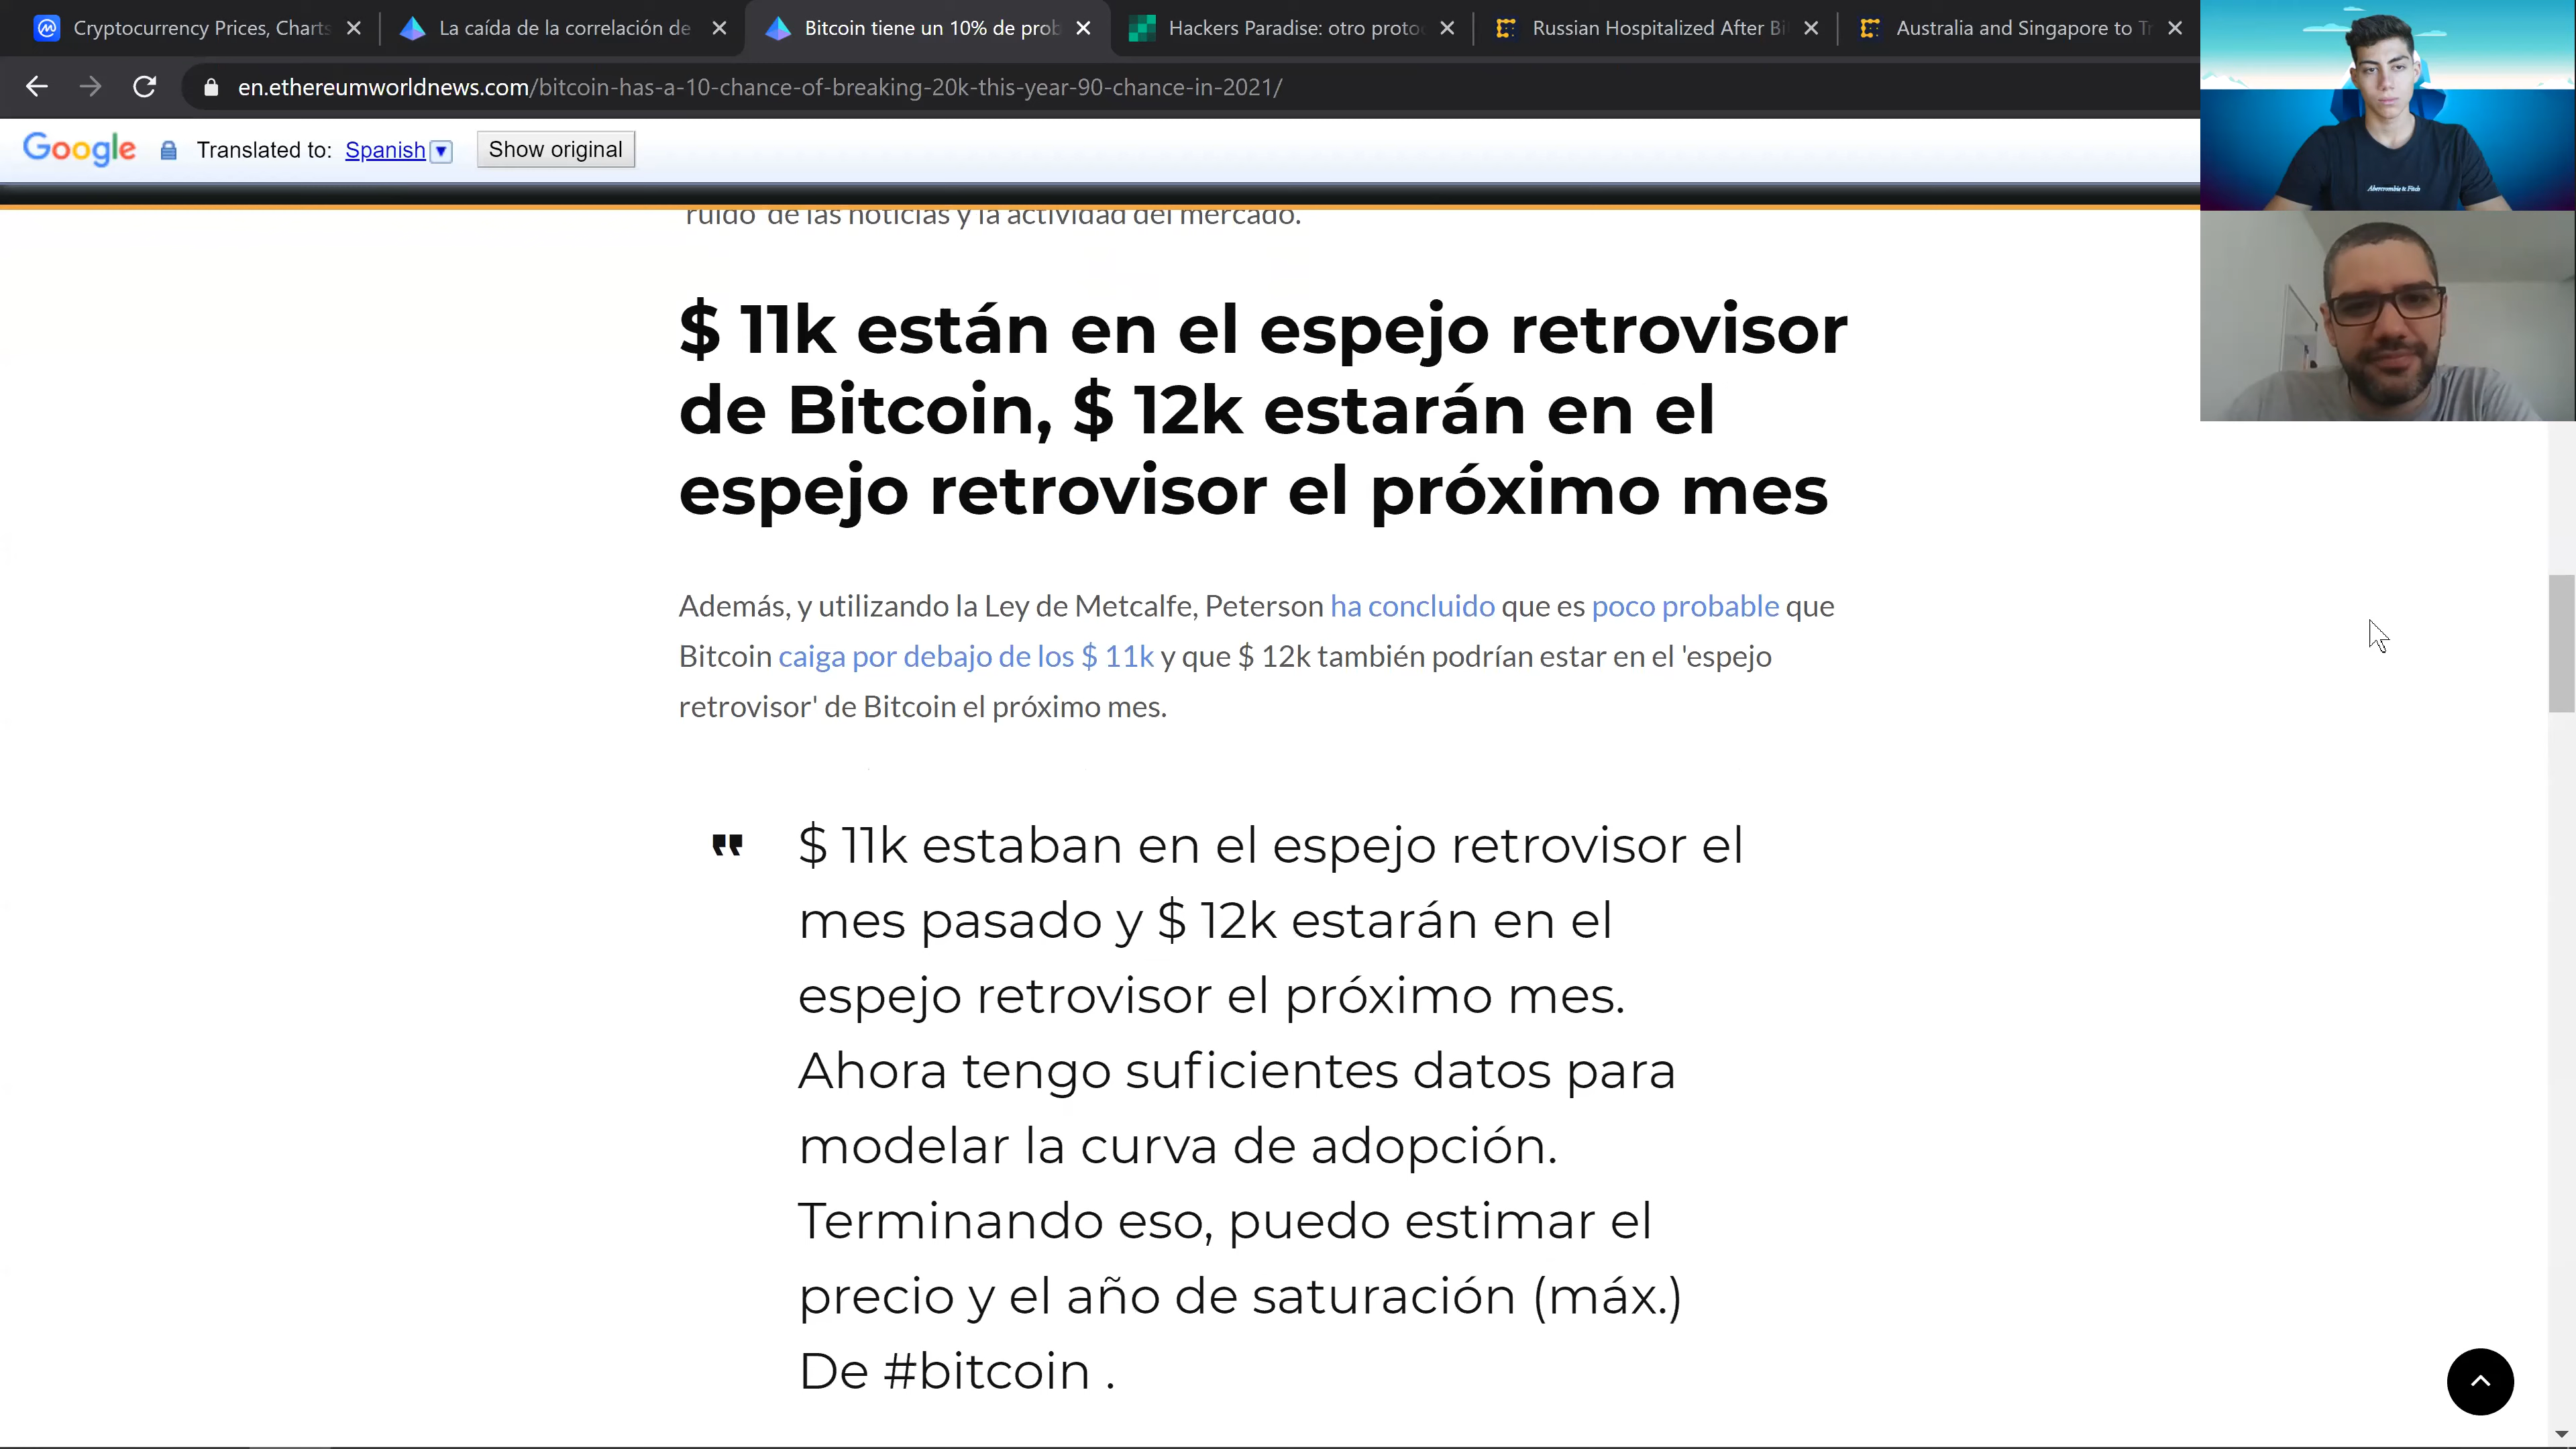 Cryptocurrency Prices, Charts
La caída de la correlación de
Bitcoin tiene un 10% de prob
Hackers Paradise: otro proto
Russian Hospitalized After Bi
Australia and Singapore to T
en.ethereumworldnews.com/bitcoin-has-a-10-chance-of-breaking-20k-this-year-90-chance-in-2021/
Google Translated to: Spanish Show original
ruido' de las noticias y la actividad del mercado.
$ 11k están en el espejo retrovisor
de Bitcoin, $ 12k estarán en el
espejo retrovisor el próximo mes
Además, y utilizando la Ley de Metcalfe, Peterson ha concluido que es poco probable que
Bitcoin caiga por debajo de los $ 11k y que $ 12k también podrían estar en el 'espejo
retrovisor' de Bitcoin el próximo mes.
" $ 11k estaban en el espejo retrovisor el
mes pasado y $ 12k estarán en el
espejo retrovisor el próximo mes.
Ahora tengo suficientes datos para
modelar la curva de adopción.
Terminando eso, puedo estimar el
precio y el año de saturación (máx.)
De #bitcoin .